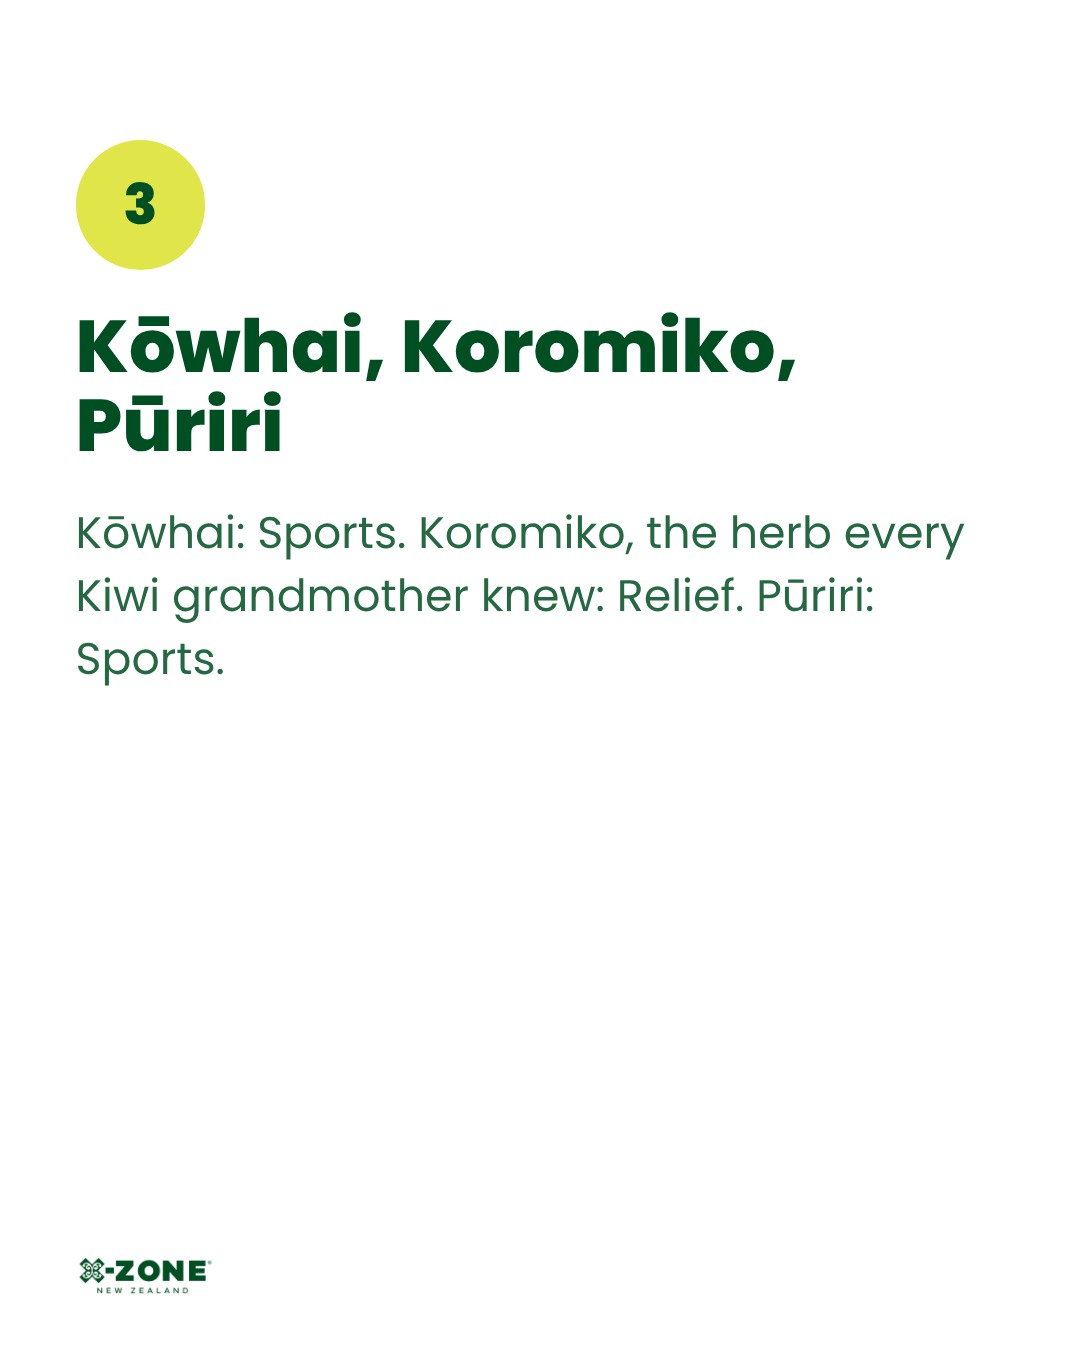 3
Kōwhai, Koromiko,
Pūriri
Kōwhai: Sports. Koromiko, the herb every
Kiwi grandmother knew: Relief. Pūriri:
Sports.
X-ZONE®
NEW ZEALAND